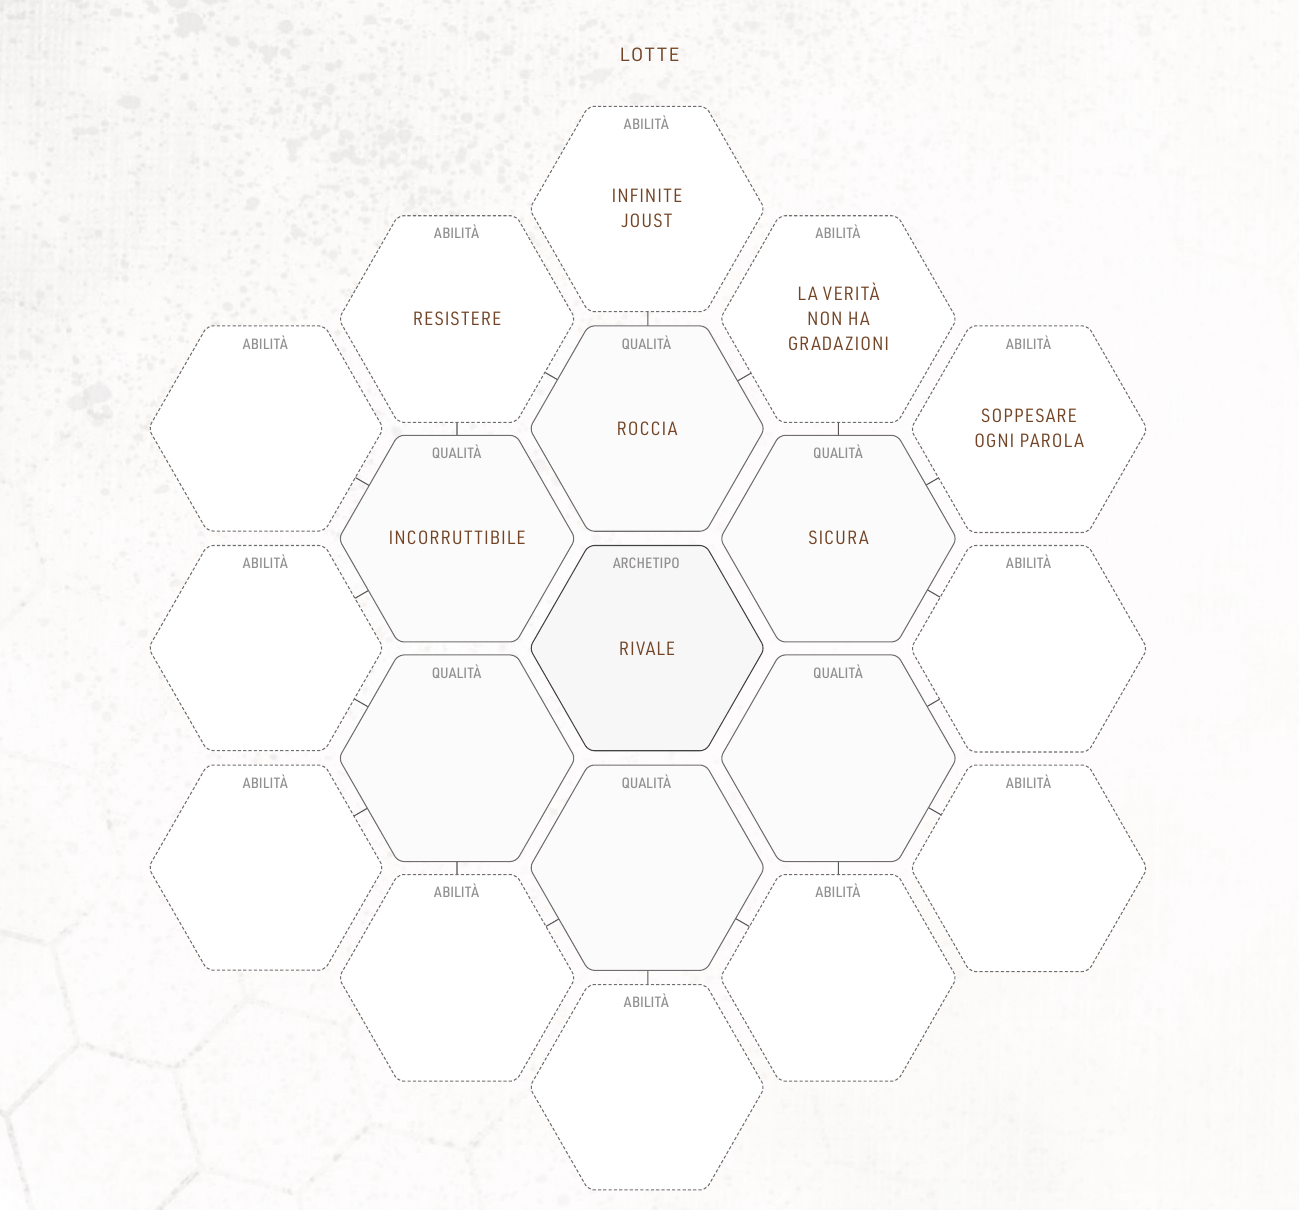 LOTTE
ABILITÀ
INFINITE
JOUST
ABILITÀ
RESISTERE
ABILITÀ
LA VERITÀ
NON HA
GRADAZIONI
ABILITÀ
QUALITÀ
ROCCIA
ABILITÀ
SOPPESARE
OGNI PAROLA
QUALITÀ
INCORRUTTIBILE
QUALITÀ
SICURA
ABILITÀ
ARCHETIPO
RIVALE
ABILITÀ
QUALITÀ
QUALITÀ
ABILITÀ
QUALITÀ
ABILITÀ
ABILITÀ
ABILITÀ
ABILITÀ